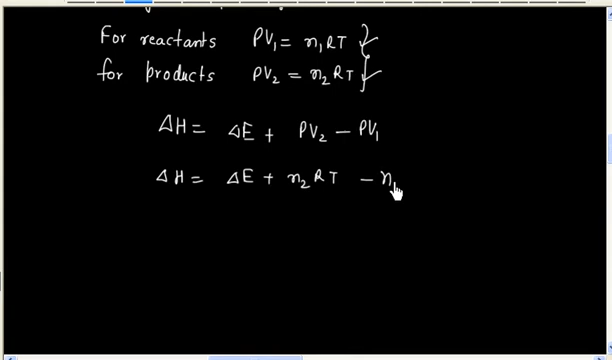 For reactants PV₁ = n₁RT
for products PV₂ = n₂RT
ΔH = ΔE + PV₂ − PV₁
ΔH = ΔE + n₂RT − n